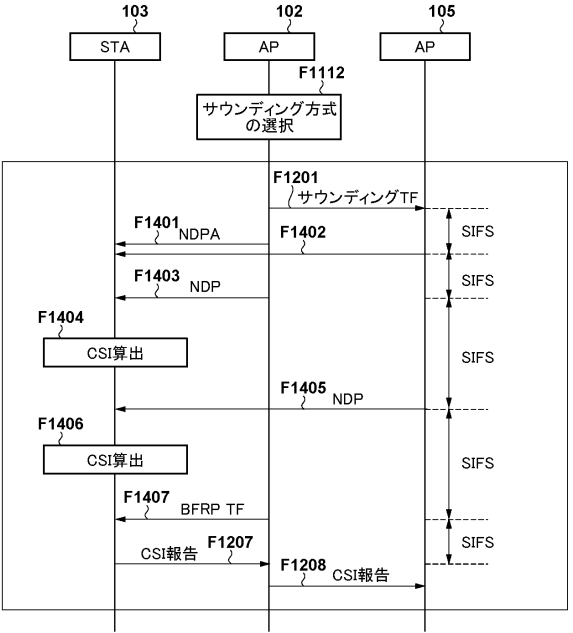 103 102 105
STA AP AP
F1112
サウンディング方式
の選択
F1201
サウンディングTF
F1401
NDPA
F1402
SIFS
F1403
NDP
SIFS
F1404
CSI算出
SIFS
F1405
NDP
F1406
CSI算出
SIFS
F1407
BFRP TF
CSI報告
F1207
SIFS
F1208
CSI報告